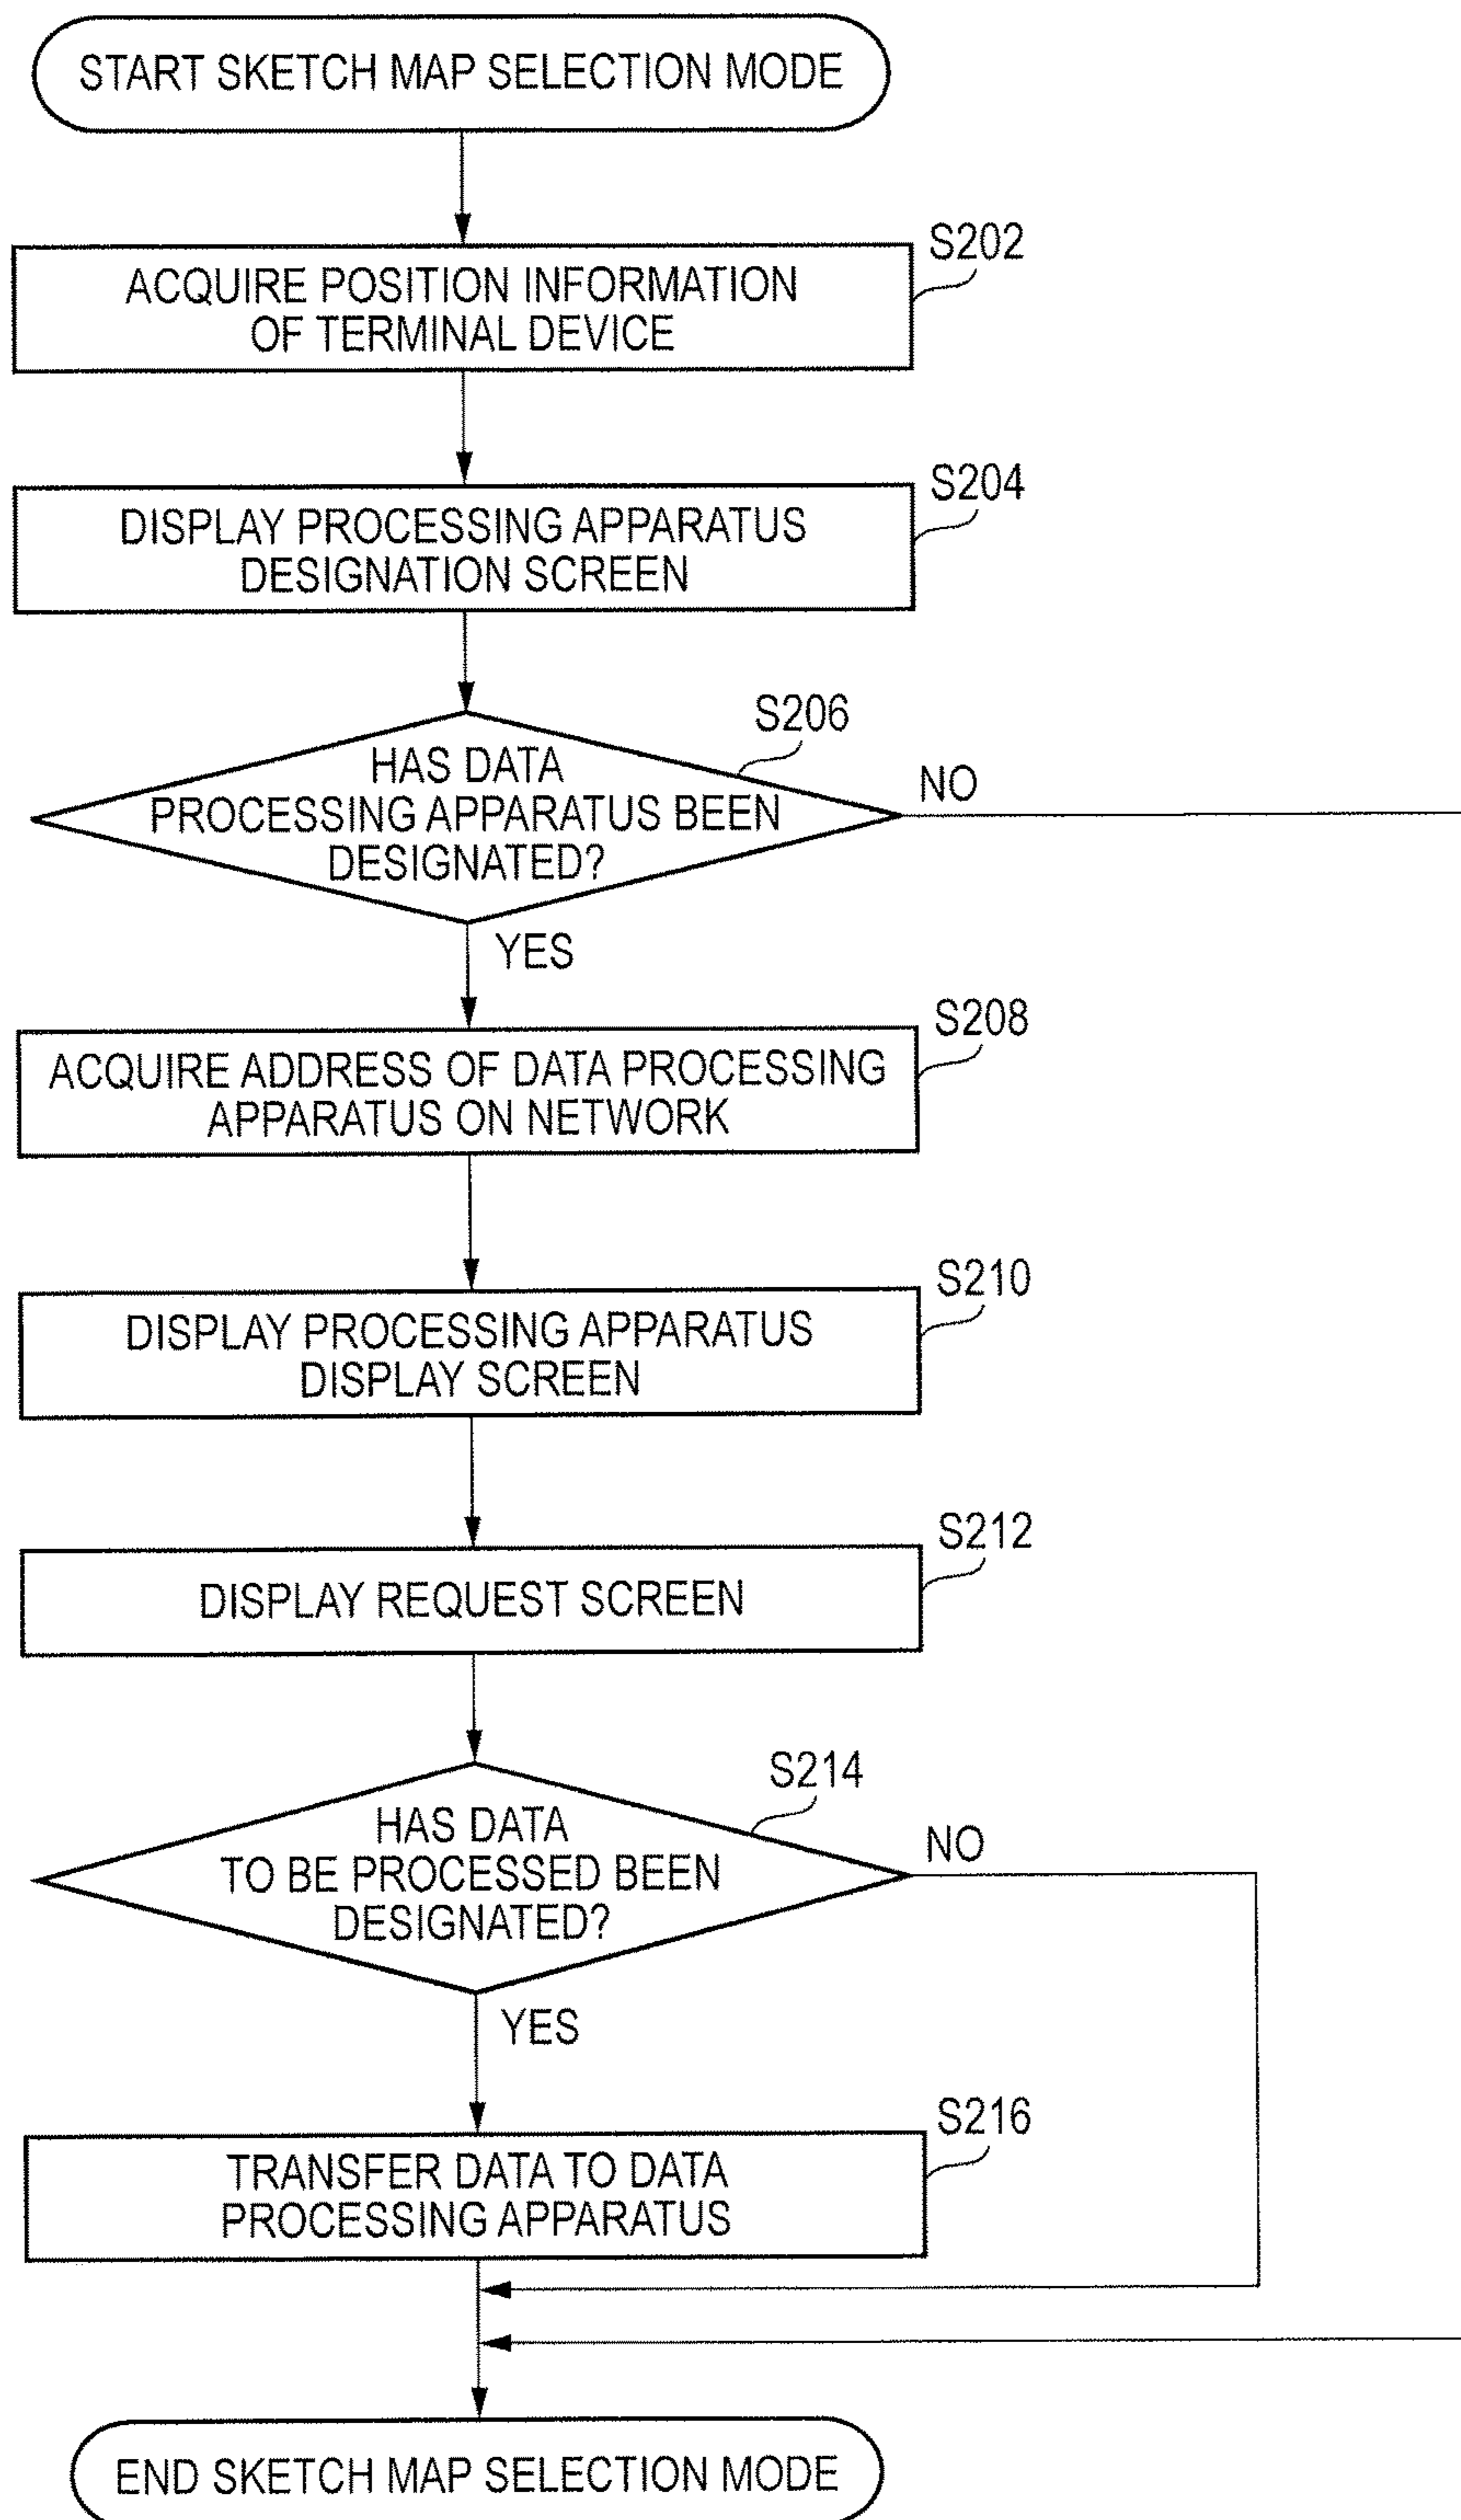 START SKETCH MAP SELECTION MODE
S202
ACQUIRE POSITION INFORMATION
OF TERMINAL DEVICE
S204
DISPLAY PROCESSING APPARATUS
DESIGNATION SCREEN
S206
HAS DATA
PROCESSING APPARATUS BEEN
DESIGNATED?
NO
YES
S208
ACQUIRE ADDRESS OF DATA PROCESSING
APPARATUS ON NETWORK
S210
DISPLAY PROCESSING APPARATUS
DISPLAY SCREEN
S212
DISPLAY REQUEST SCREEN
S214
HAS DATA
TO BE PROCESSED BEEN
DESIGNATED?
NO
YES
S216
TRANSFER DATA TO DATA
PROCESSING APPARATUS
END SKETCH MAP SELECTION MODE